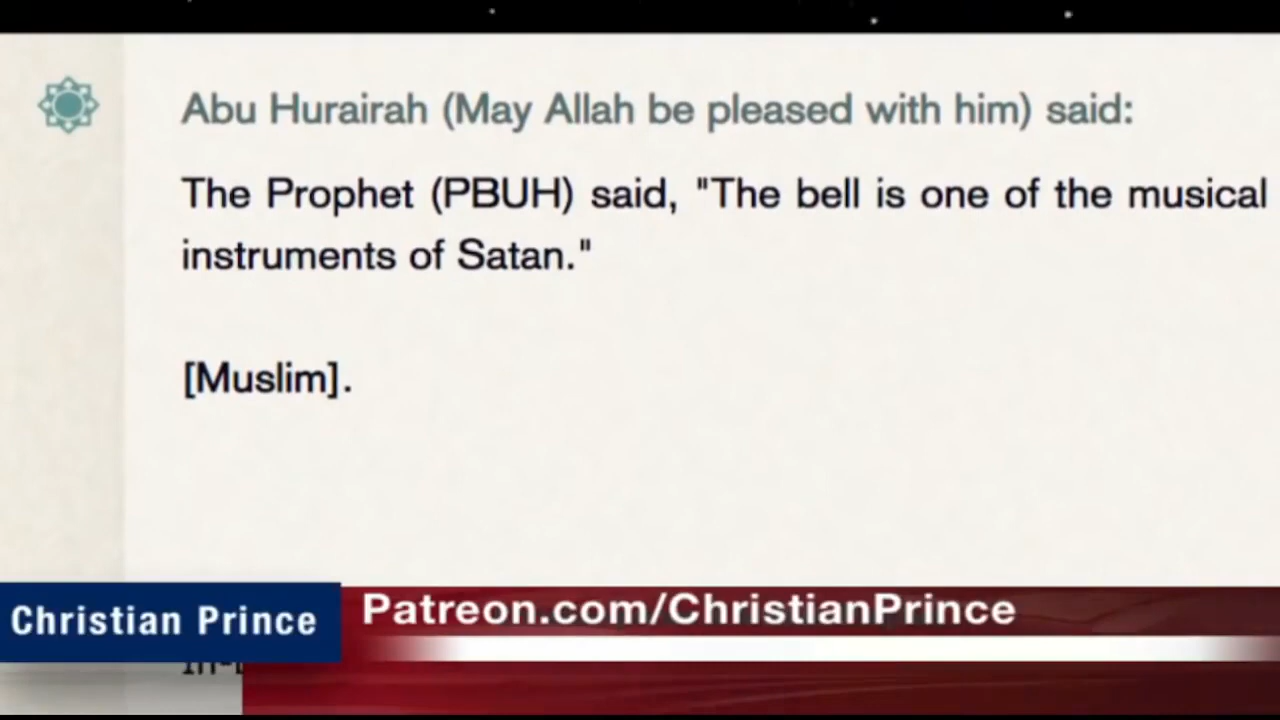 Abu Hurairah (May Allah be pleased with him) said:
The Prophet (PBUH) said, "The bell is one of the musical
instruments of Satan."
[Muslim].
Christian Prince
Patreon.com/ChristianPrince